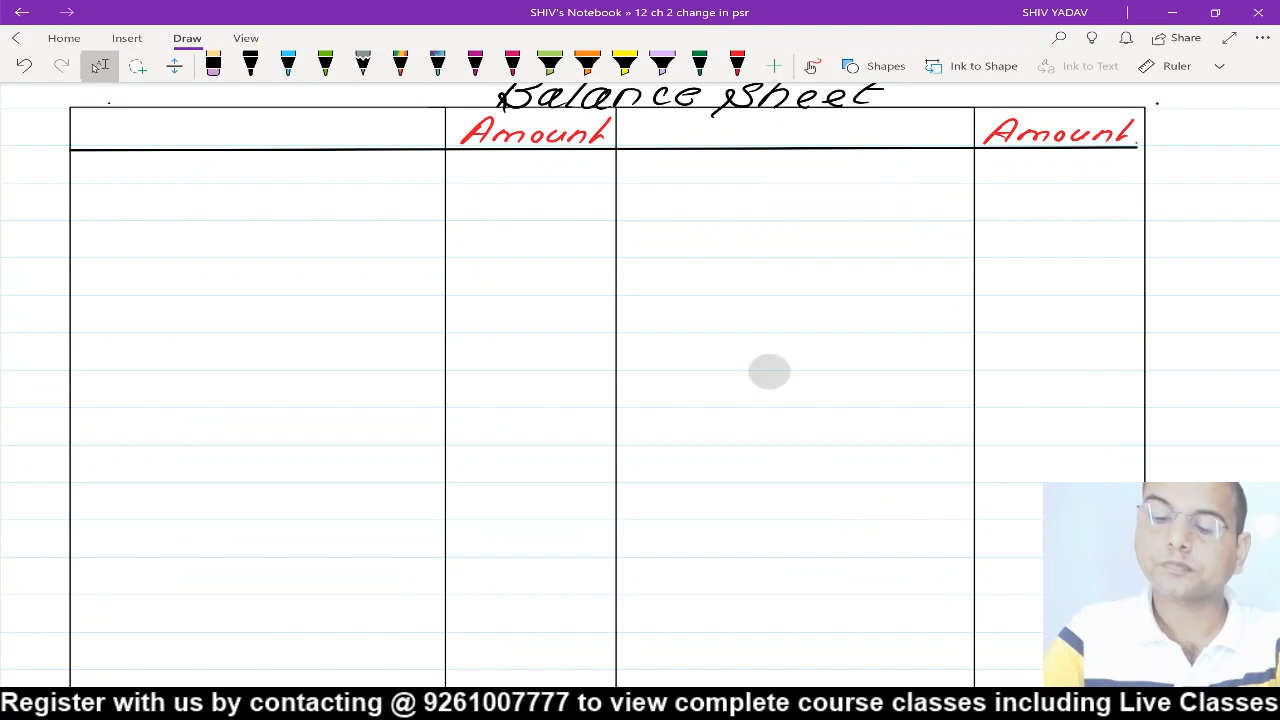 SHIV's Notebook » 12 ch 2 change in psr
SHIV YADAV
Home Insert Draw View
Share
Shapes Ink to Shape Ink to Text Ruler
Balance Sheet
Amount Amount.
Register with us by contacting @ 9261007777 to view complete course classes including Live Classes